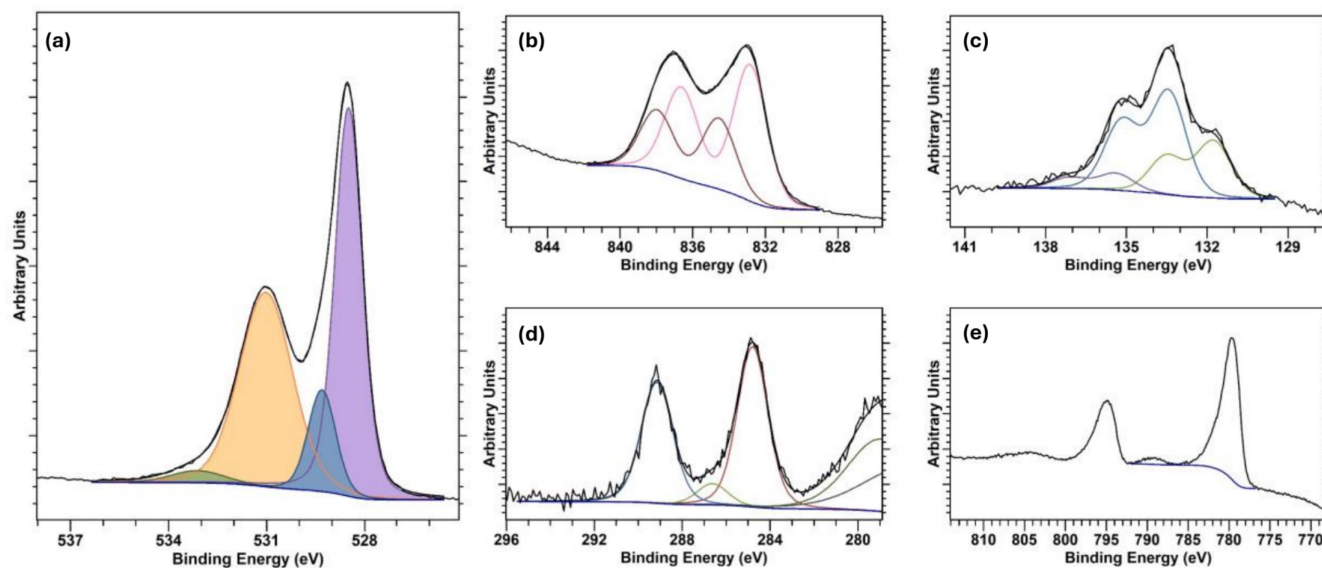 (a)
Arbitrary Units
537 534 531 528
Binding Energy (eV)
(b)
Arbitrary Units
844 840 836 832 828
Binding Energy (eV)
(c)
Arbitrary Units
141 138 135 132 129
Binding Energy (eV)
(d)
Arbitrary Units
296 292 288 284 280
Binding Energy (eV)
(e)
Arbitrary Units
810 805 800 795 790 785 780 775 770
Binding Energy (eV)